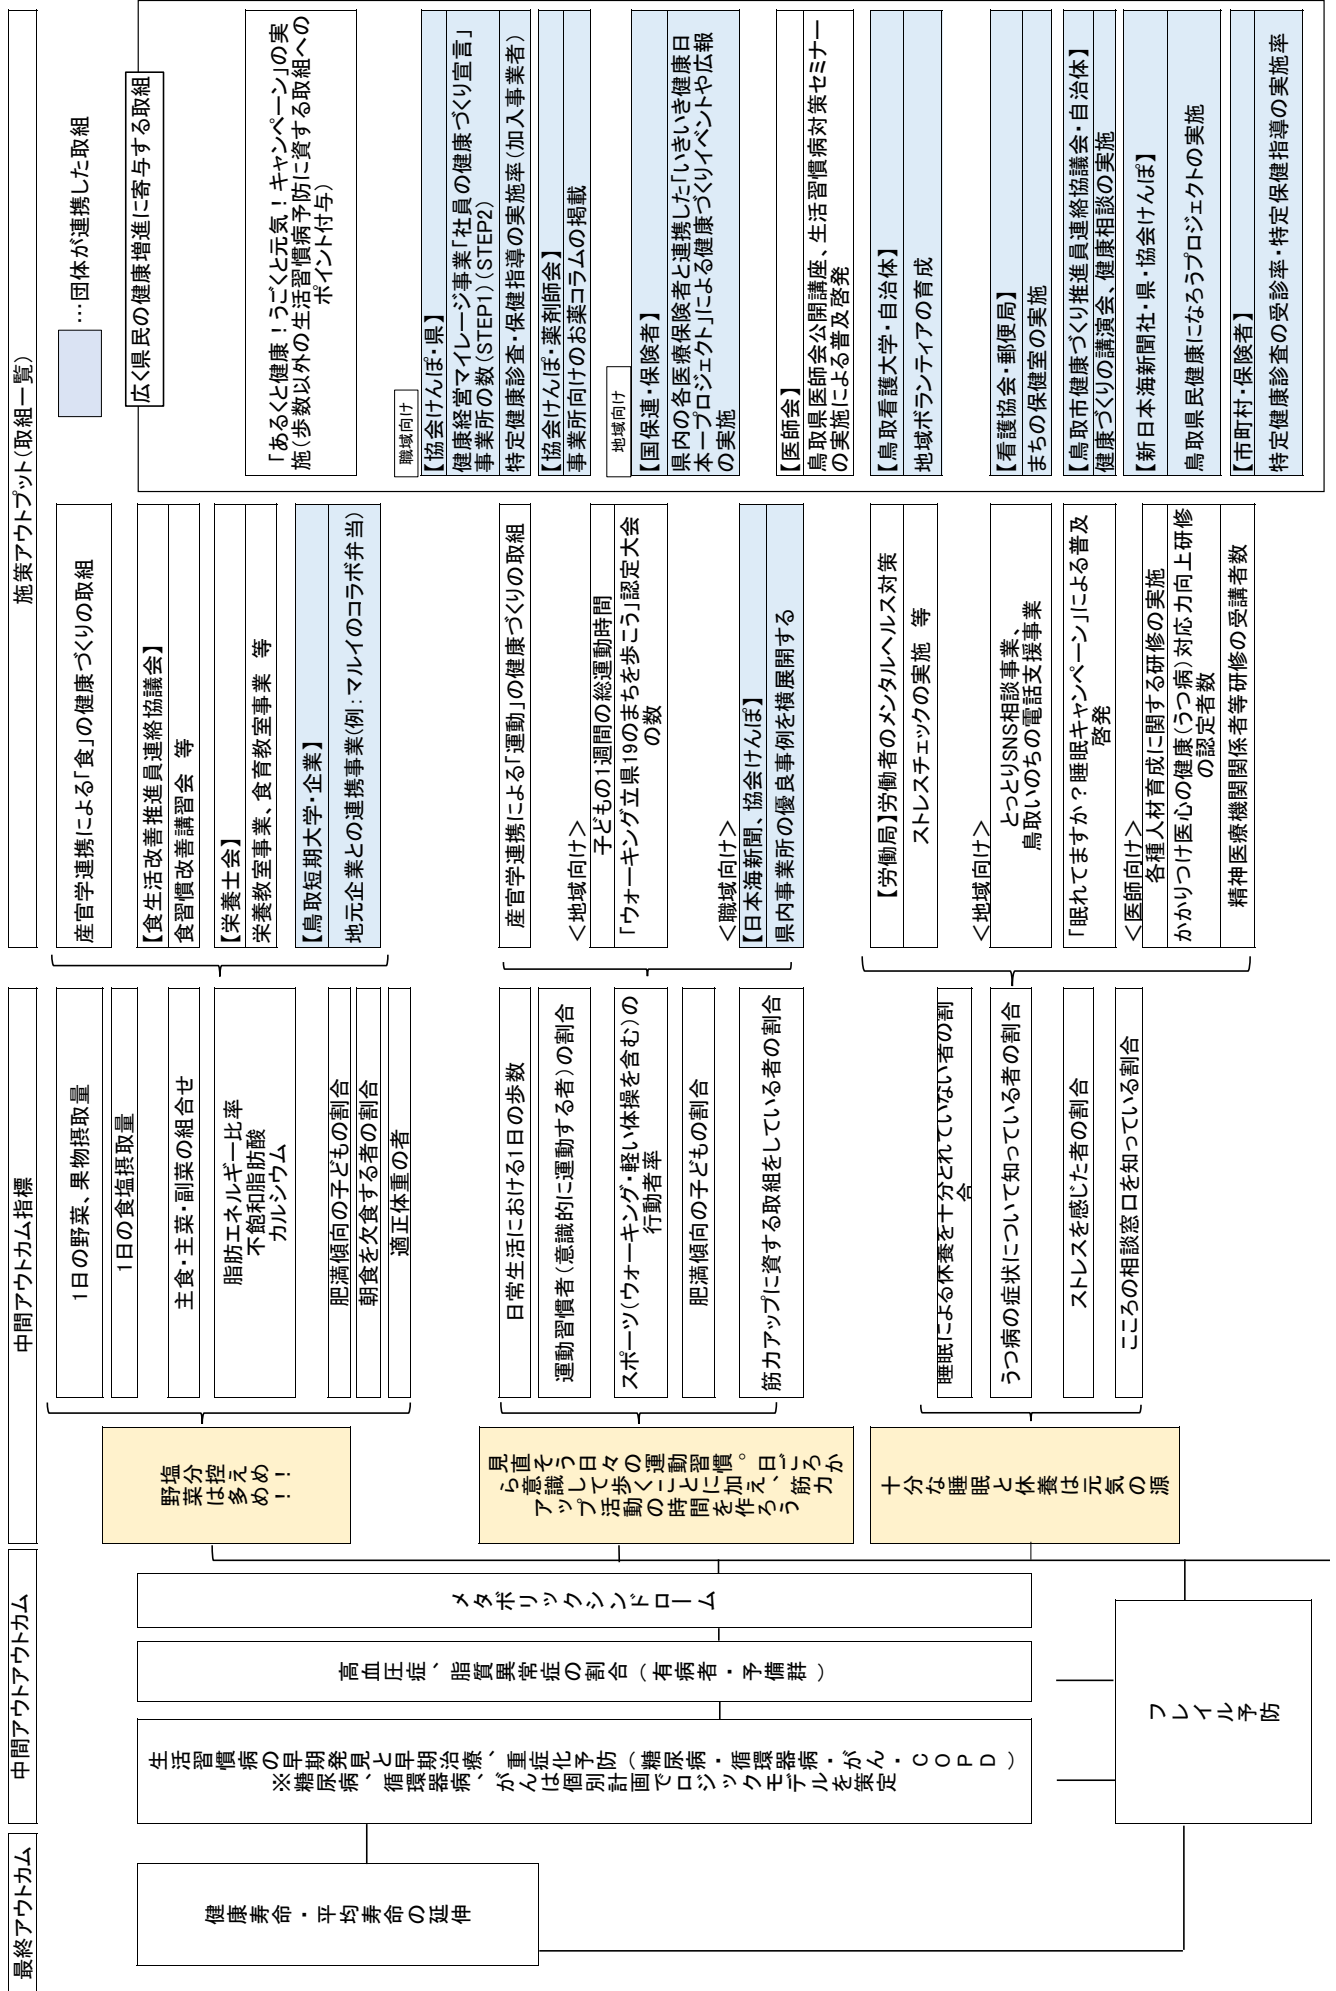 最終アウトカム
中間アウトアウトカム
中間アウトカム指標
施策アウトプット(取組一覧)
健康寿命・平均寿命の延伸
生活習慣病の早期発見と早期治療、重症化予防（糖尿病・循環器病・がん・ＣＯＰＤ）
※糖尿病、循環器病、がんは個別計画でロジックモデルを策定
高血圧症、脂質異常症の割合（有病者・予備群）
メタボリックシンドローム
フレイル予防
野菜は多め！
塩分控えめ！
見直そう日々の運動習慣。日ごろか
ら意識して歩くことに加え、筋力
アップ活動の時間を作ろう
十分な睡眠と休養は元気の源
1日の野菜、果物摂取量
1日の食塩摂取量
主食・主菜・副菜の組合せ
脂肪エネルギー比率
不飽和脂肪酸
カルシウム
肥満傾向の子どもの割合
朝食を欠食する者の割合
適正体重の者
日常生活における1日の歩数
運動習慣者(意識的に運動する者)の割合
スポーツ(ウォーキング・軽い体操を含む)の
行動者率
肥満傾向の子どもの割合
筋力アップに資する取組をしている者の割合
睡眠による休養を十分とれていない者の割
合
うつ病の症状について知っている者の割合
ストレスを感じた者の割合
こころの相談窓口を知っている割合
産官学連携による「食」の健康づくりの取組
【食生活改善推進員連絡協議会】
食習慣改善講習会 等
【栄養士会】
栄養教室事業、食育教室事業 等
【鳥取短期大学・企業】
地元企業との連携事業(例:マルイのコラボ弁当)
産官学連携による「運動」の健康づくりの取組
＜地域向け＞
子どもの1週間の総運動時間
「ウォーキング立県19のまちを歩こう」認定大会
の数
＜職域向け＞
【日本海新聞、協会けんぽ】
県内事業所の優良事例を横展開する
【労働局】労働者のメンタルヘルス対策
ストレスチェックの実施 等
＜地域向け＞
とっとりSNS相談事業、
鳥取いのちの電話支援事業
「眠れてますか？睡眠キャンペーン」による普及
啓発
＜医師向け＞
各種人材育成に関する研修の実施
かかりつけ医心の健康(うつ病)対応力向上研修
の認定者数
精神医療機関関係者等研修の受講者数
…団体が連携した取組
広く県民の健康増進に寄与する取組
「あるくと健康！うごくと元気！キャンペーン」の実
施(歩数以外の生活習慣病予防に資する取組への
ポイント付与)
職域向け
【協会けんぽ・県】
健康経営マイレージ事業「社員の健康づくり宣言」
事業所の数(STEP1)(STEP2)
特定健康診査・保健指導の実施率(加入事業者)
【協会けんぽ・薬剤師会】
事業所向けのお薬コラムの掲載
地域向け
【国保連・保険者】
県内の各医療保険者と連携した「いきいき健康日
本一プロジェクト」による健康づくりイベントや広報
の実施
【医師会】
鳥取県医師会公開講座、生活習慣病対策セミナー
の実施による普及啓発
【鳥取看護大学・自治体】
地域ボランティアの育成
【看護協会・郵便局】
まちの保健室の実施
【鳥取市健康づくり推進員連絡協議会・自治体】
健康づくりの講演会、健康相談の実施
【新日本海新聞社・県・協会けんぽ】
鳥取県民健康になろうプロジェクトの実施
【市町村・保険者】
特定健康診査の受診率・特定保健指導の実施率